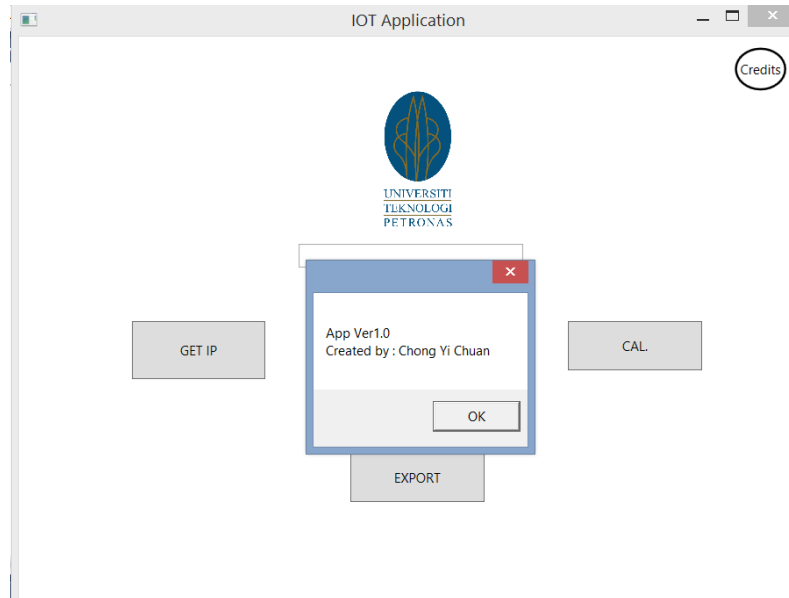 IOT Application
Credits
UNIVERSITI
TEKNOLOGI
PETRONAS
GET IP
App Ver1.0
Created by : Chong Yi Chuan
CAL.
OK
EXPORT